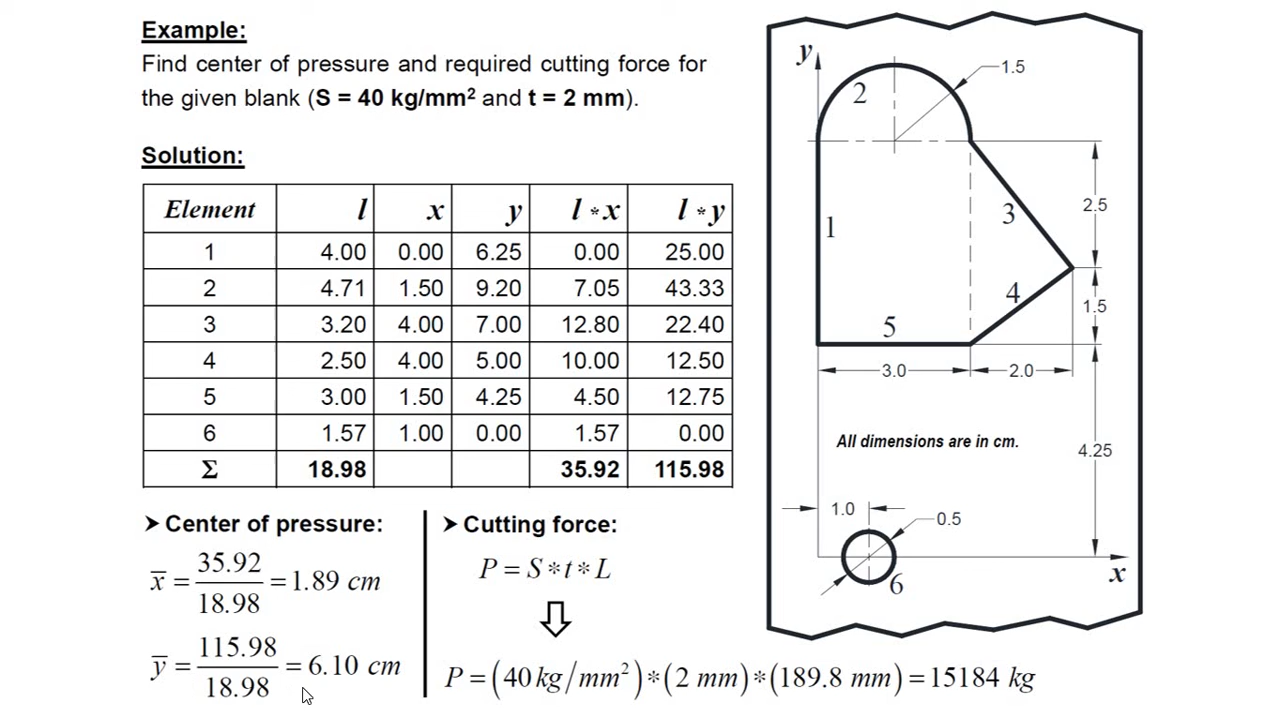 Example:
Find center of pressure and required cutting force for
the given blank (S = 40 kg/mm² and t = 2 mm).
Solution:
Element l x y l *x l *y
1 4.00 0.00 6.25 0.00 25.00
2 4.71 1.50 9.20 7.05 43.33
3 3.20 4.00 7.00 12.80 22.40
4 2.50 4.00 5.00 10.00 12.50
5 3.00 1.50 4.25 4.50 12.75
6 1.57 1.00 0.00 1.57 0.00
Σ 18.98 35.92 115.98
➤ Center of pressure:
x̅ = 35.92 / 18.98 = 1.89 cm
y̅ = 115.98 / 18.98 = 6.10 cm
➤ Cutting force:
P = S * t * L
P = (40 kg/mm²) * (2 mm) * (189.8 mm) = 15184 kg
y
1.5
2
3
2.5
1
4
1.5
5
3.0
2.0
All dimensions are in cm.
4.25
1.0
0.5
x
6